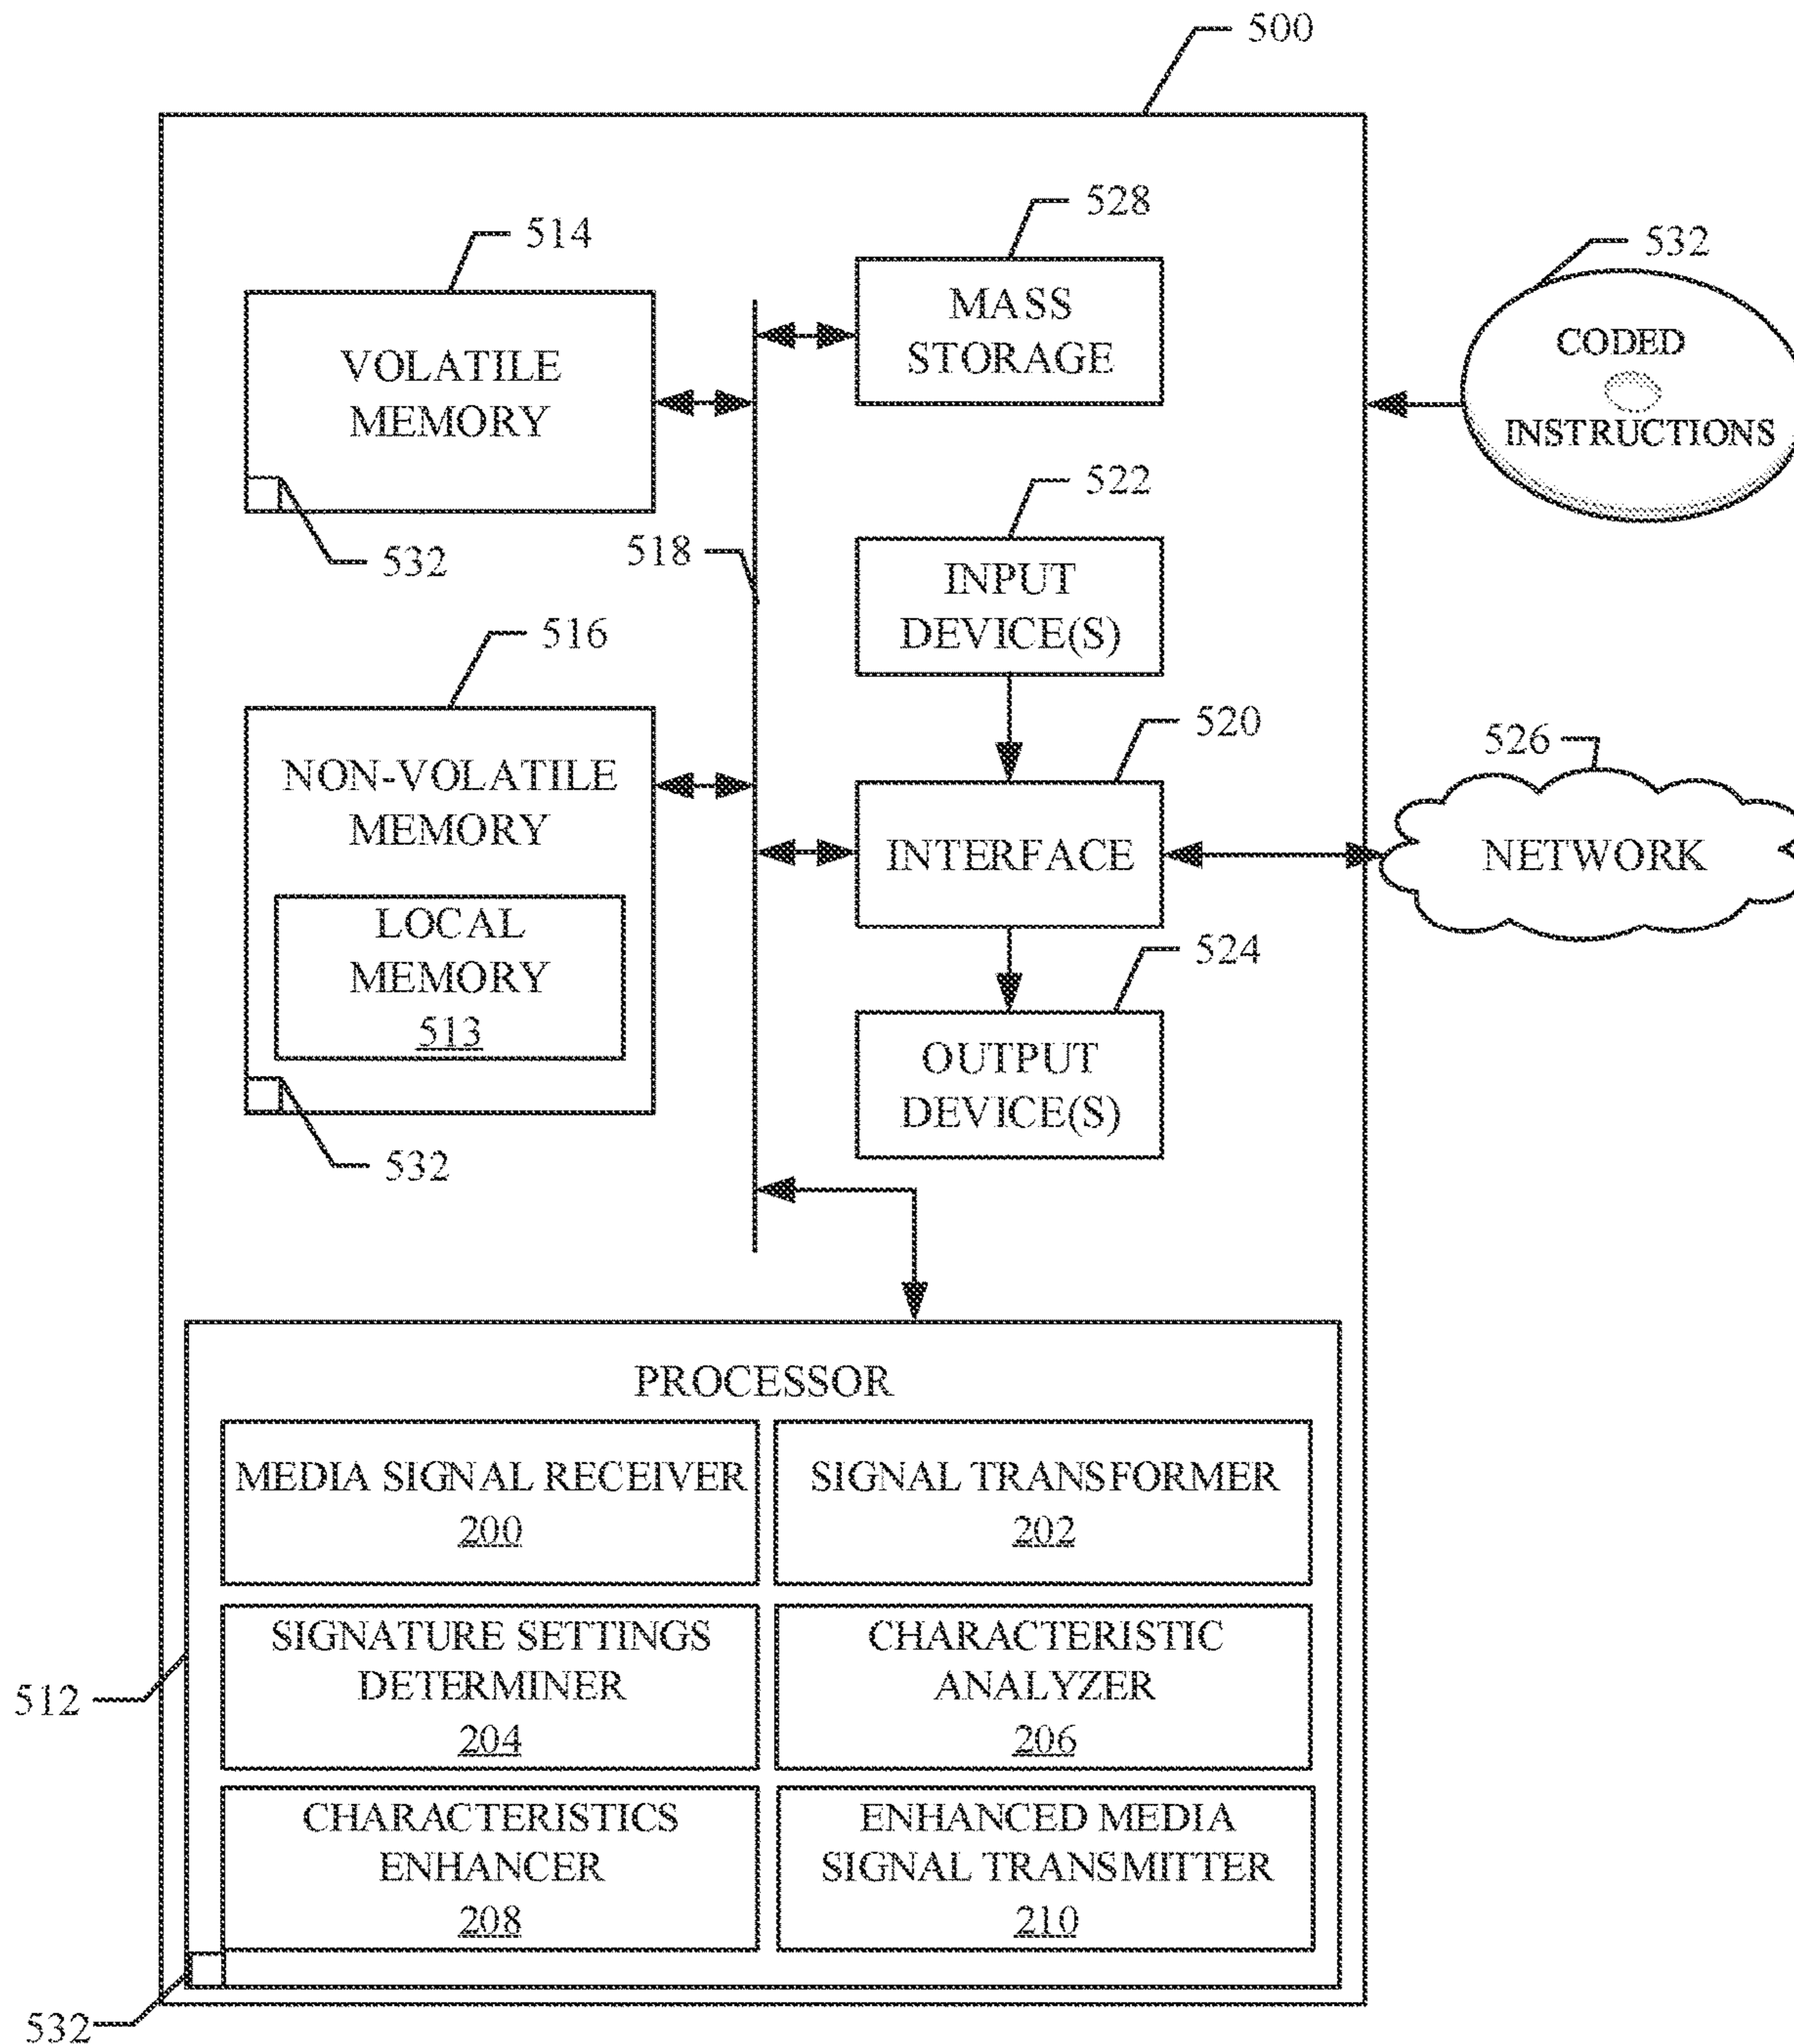 500
528
MASS
STORAGE
514
VOLATILE
MEMORY
532
532
CODED
INSTRUCTIONS
518
522
INPUT
DEVICE(S)
516
NON-VOLATILE
MEMORY
LOCAL
MEMORY
513
532
520
INTERFACE
526
NETWORK
524
OUTPUT
DEVICE(S)
PROCESSOR
MEDIA SIGNAL RECEIVER
200
SIGNAL TRANSFORMER
202
SIGNATURE SETTINGS
DETERMINER
204
CHARACTERISTIC
ANALYZER
206
512
CHARACTERISTICS
ENHANCER
208
ENHANCED MEDIA
SIGNAL TRANSMITTER
210
532